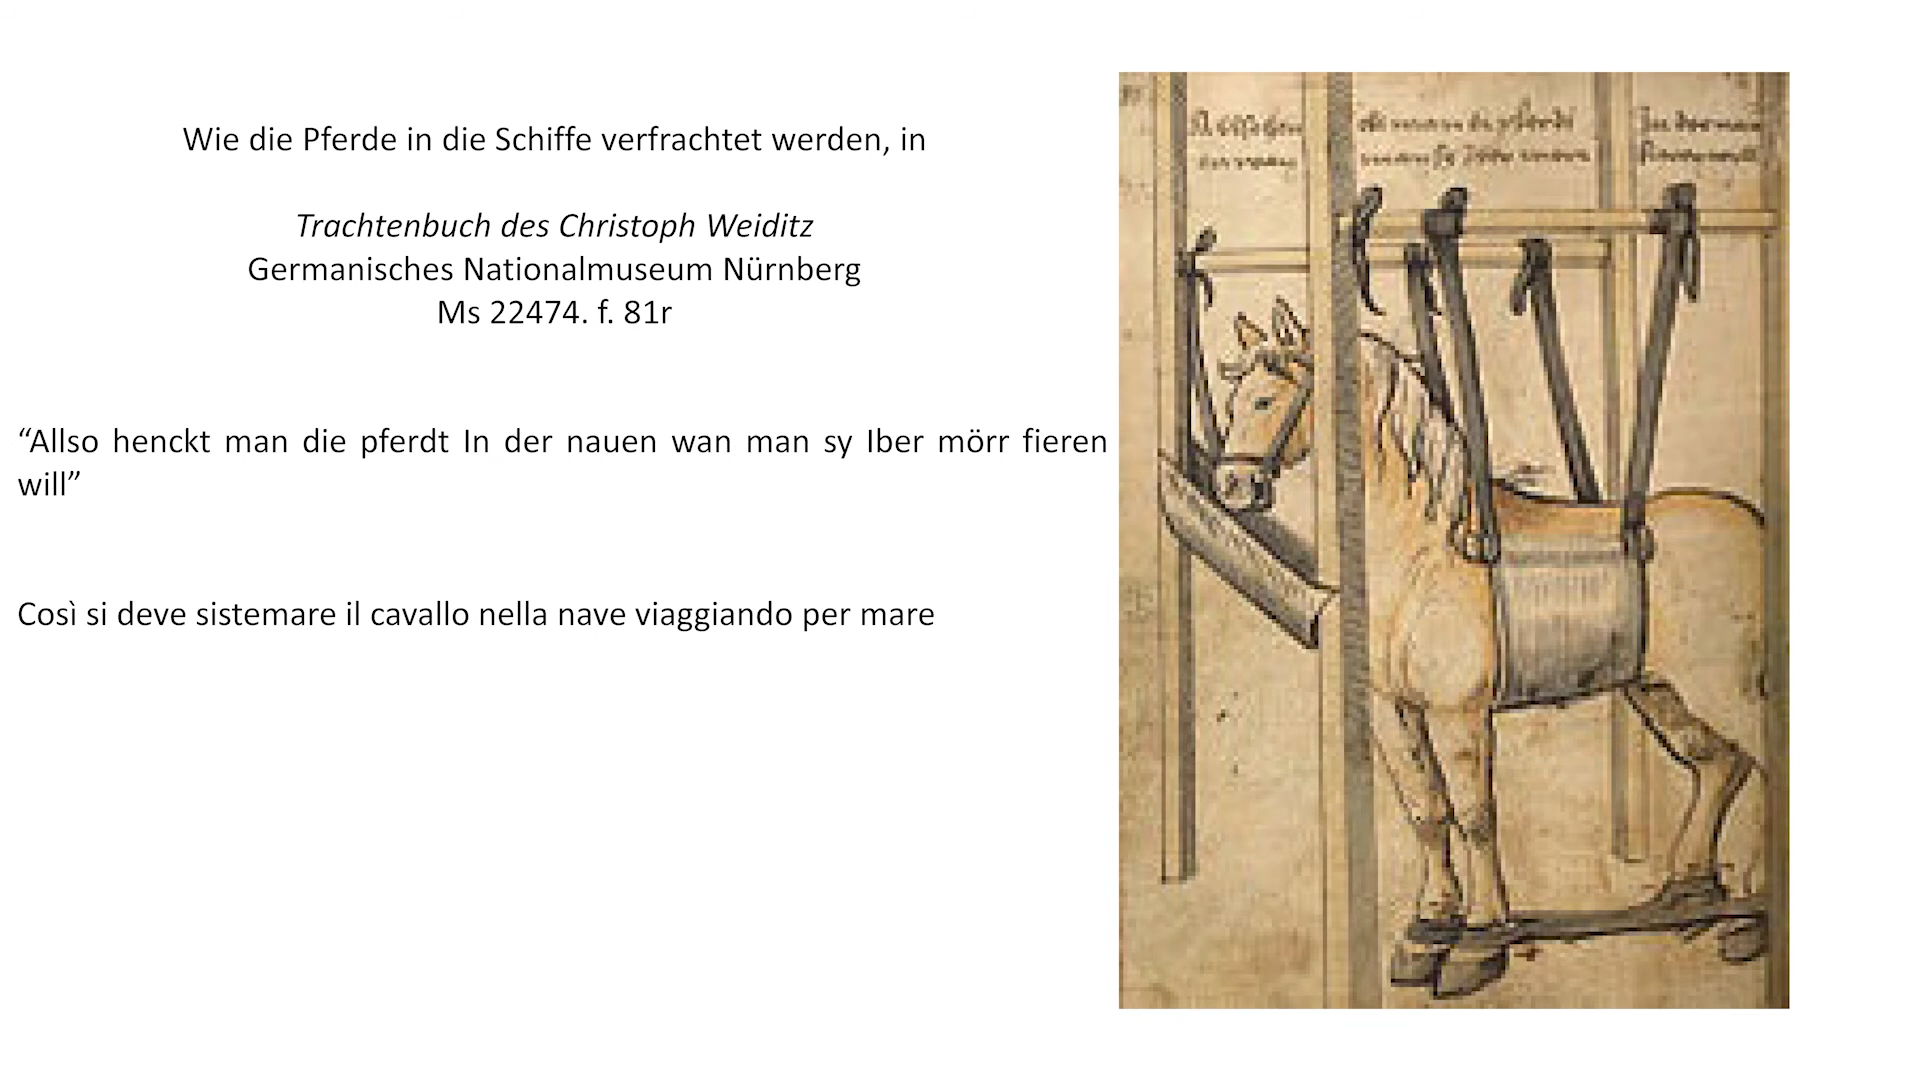 Wie die Pferde in die Schiffe verfrachtet werden, in
Trachtenbuch des Christoph Weiditz
Germanisches Nationalmuseum Nürnberg
Ms 22474. f. 81r
“Allso henckt man die pferdt In der nauen wan man sy Iber mörr fieren
will”
Così si deve sistemare il cavallo nella nave viaggiando per mare